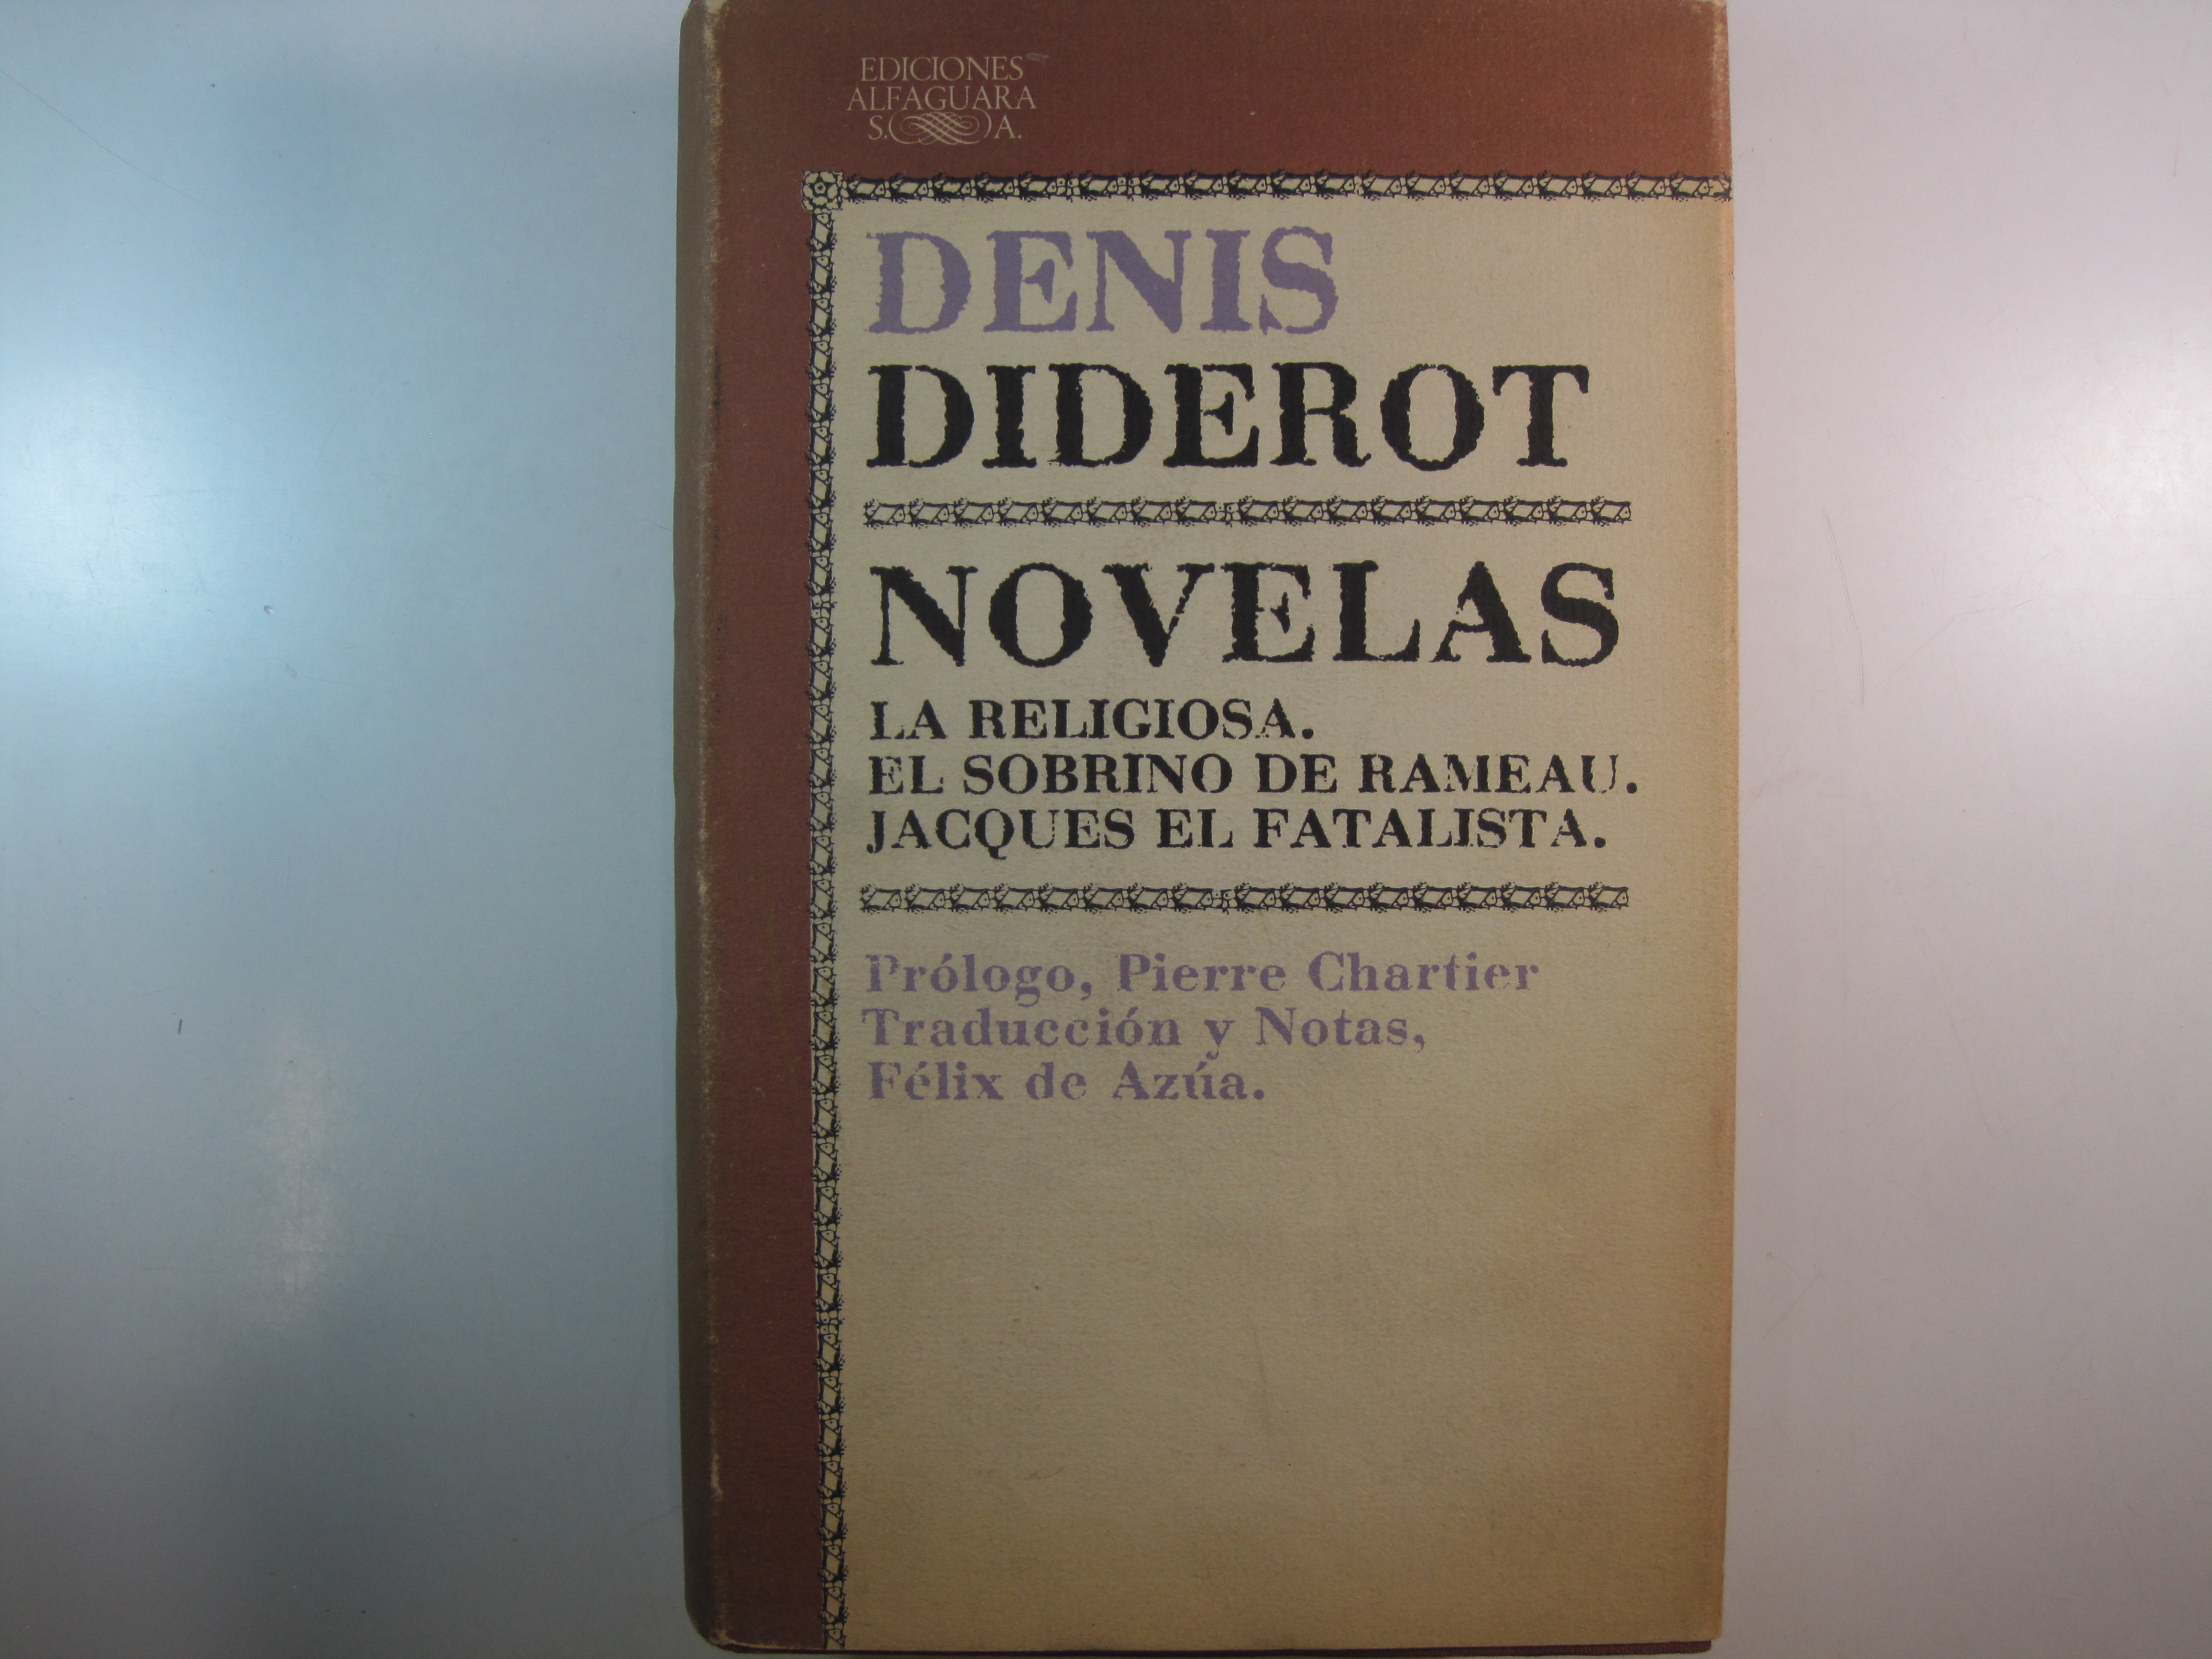 EDICIONES
ALFAGUARA
S. A.
DENIS
DIDEROT
NOVELAS
LA RELIGIOSA.
EL SOBRINO DE RAMEAU.
JACQUES EL FATALISTA.
Prólogo, Pierre Chartier
Traducción y Notas,
Félix de Azúa.